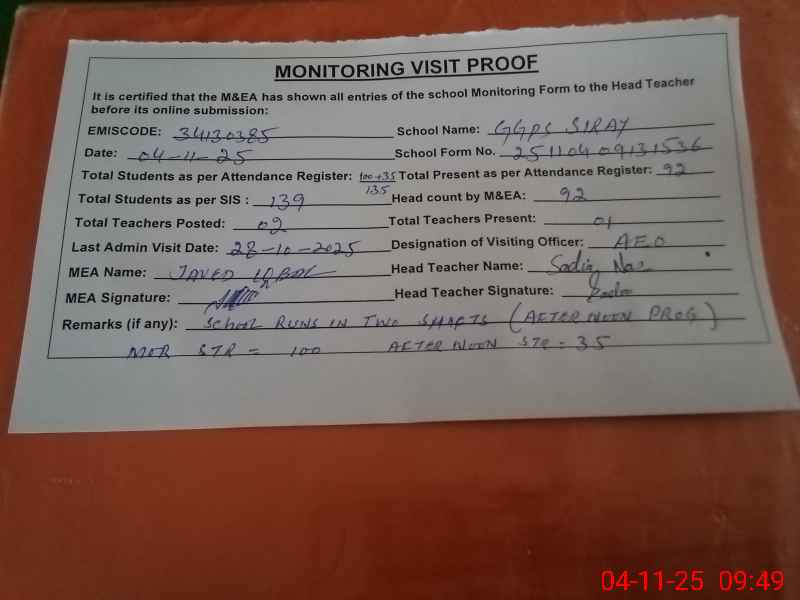 MONITORING VISIT PROOF
It is certified that the M&EA has shown all entries of the school Monitoring Form to the Head Teacher
before its online submission:
EMISCODE: 34130385 School Name: GGPS SIRAY
Date: 04-11-25 School Form No. 25110409131536
Total Students as per Attendance Register: 100+35 Total Present as per Attendance Register: 92
135
Total Students as per SIS : 139 Head count by M&EA: 92
Total Teachers Posted: 02 Total Teachers Present: 01
Last Admin Visit Date: 28-10-2025 Designation of Visiting Officer: AEO
MEA Name: JAVED IQBAL Head Teacher Name: Sadia Naz
MEA Signature: Head Teacher Signature:
Remarks (if any): SCHOOL RUNS IN TWO SHAFTS (AFTER NOON PROG)
MOR STR = 100 AFTER NOON STR = 35
04-11-25 09:49